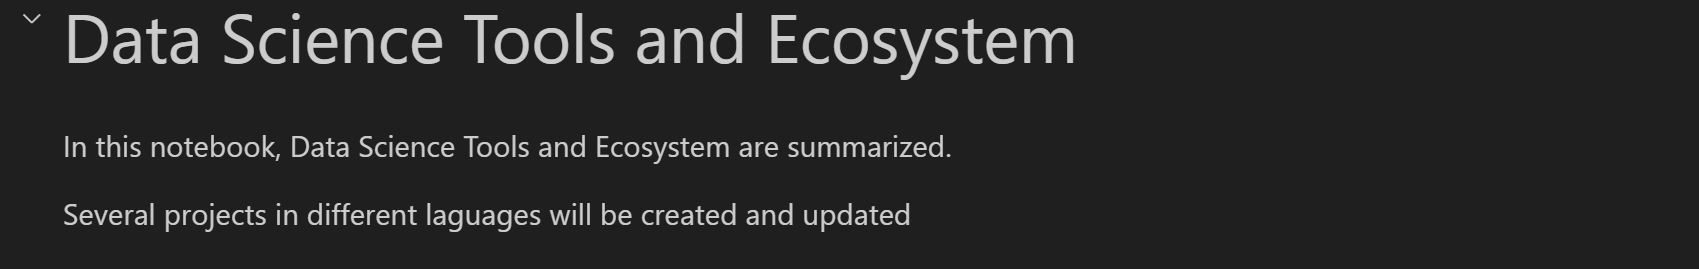 Data Science Tools and Ecosystem
In this notebook, Data Science Tools and Ecosystem are summarized.
Several projects in different laguages will be created and updated